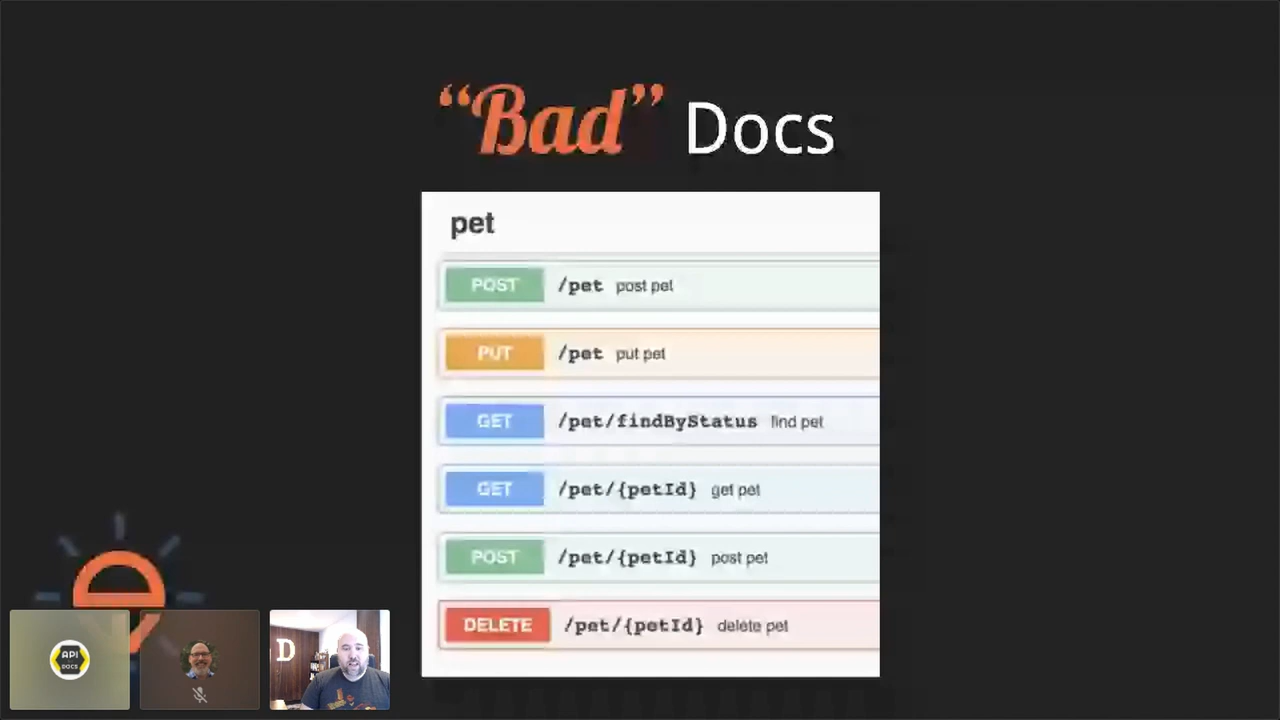 “Bad” Docs
pet
POST /pet post pet
PUT /pet put pet
GET /pet/findByStatus find pet
GET /pet/{petId} get pet
POST /pet/{petId} post pet
DELETE /pet/{petId} delete pet
API
DOCS
D